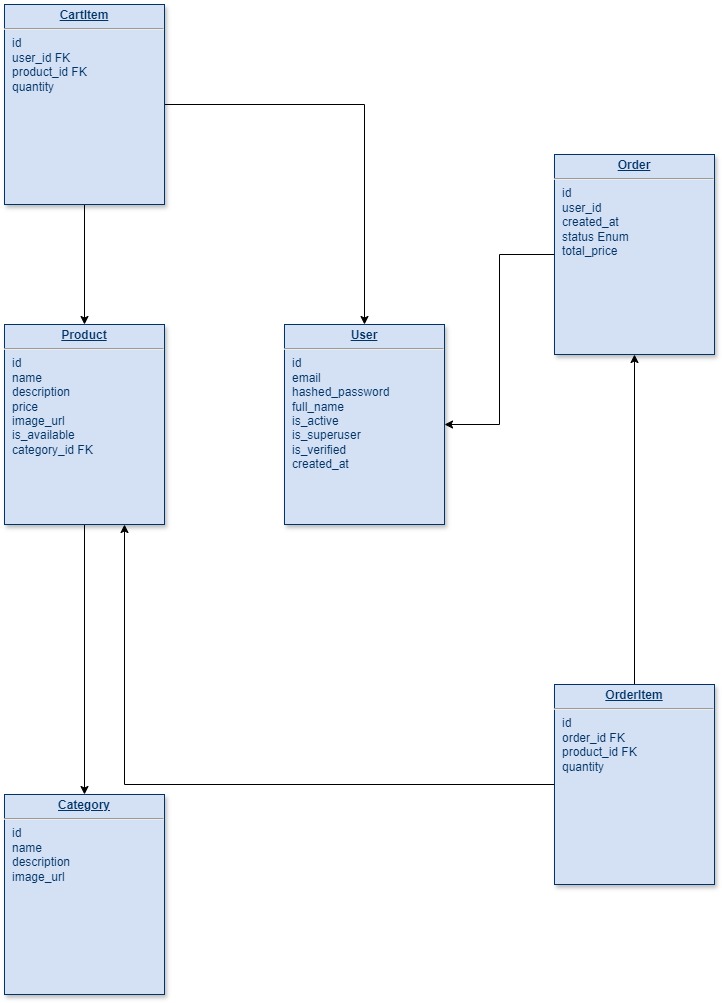 CartItem
id
user_id FK
product_id FK
quantity
Order
id
user_id
created_at
status Enum
total_price
Product
id
name
description
price
image_url
is_available
category_id FK
User
id
email
hashed_password
full_name
is_active
is_superuser
is_verified
created_at
OrderItem
id
order_id FK
product_id FK
quantity
Category
id
name
description
image_url